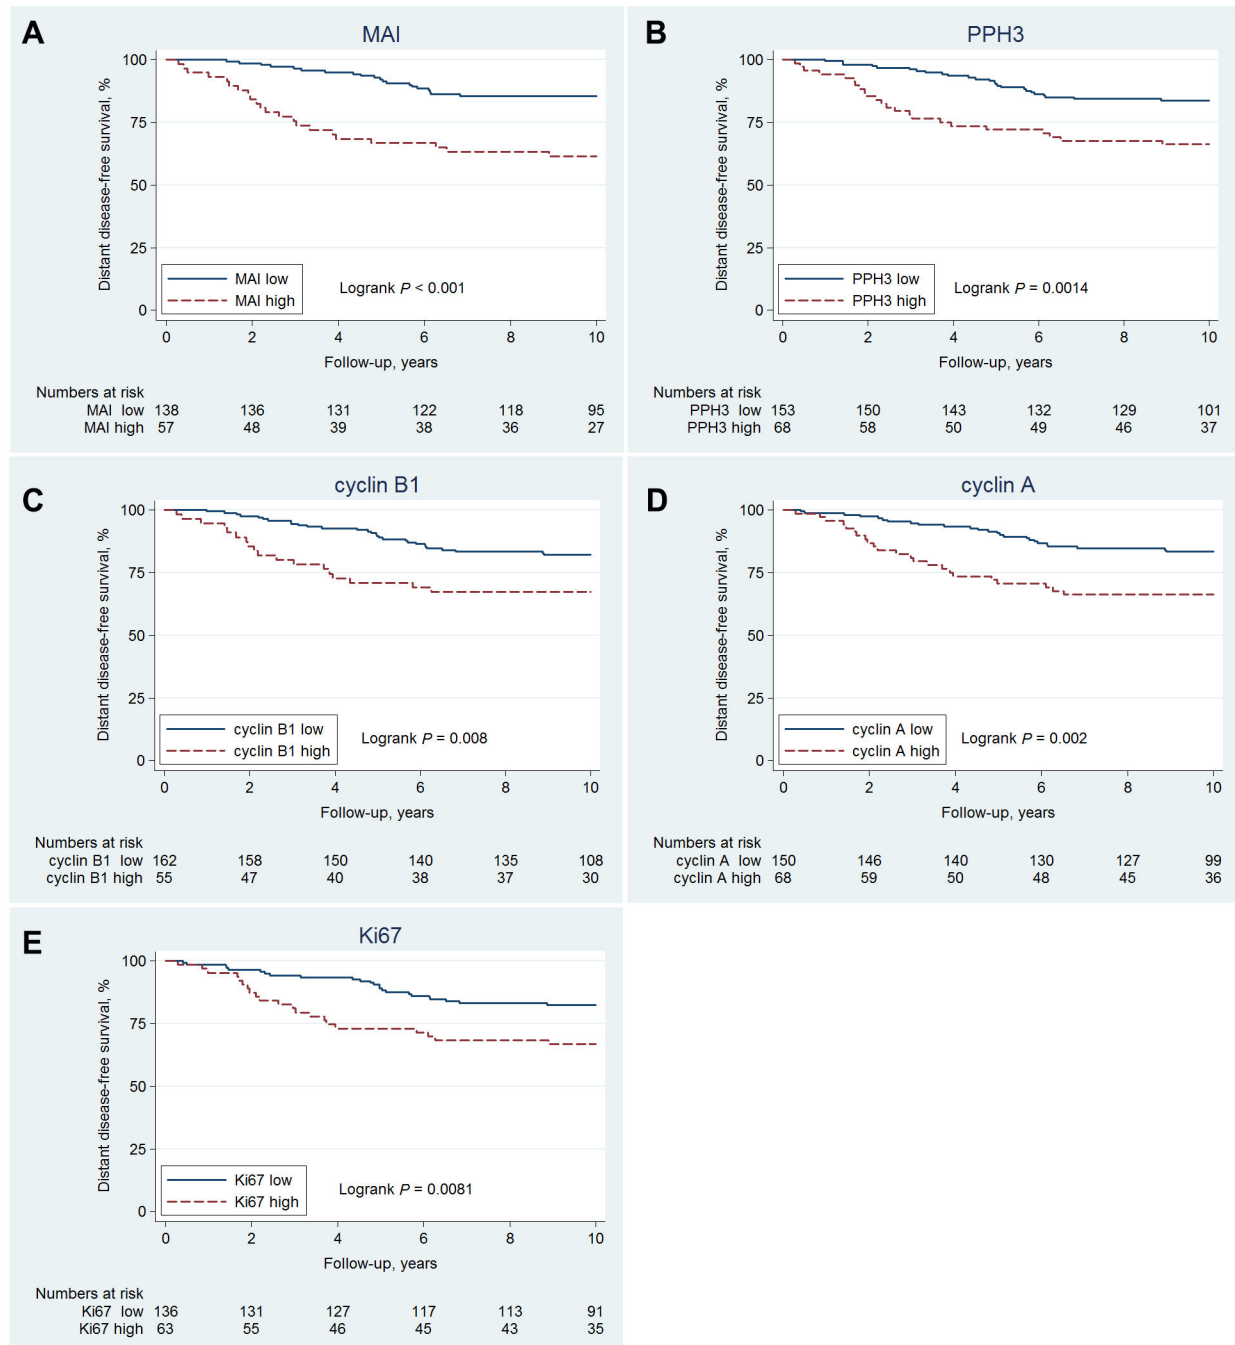 A
MAI
Distant disease-free survival, %
100
75
50
25
0
MAI low
MAI high
Logrank P < 0.001
0 2 4 6 8 10
Follow-up, years
Numbers at risk
MAI low 138 136 131 122 118 95
MAI high 57 48 39 38 36 27
B
PPH3
Distant disease-free survival, %
100
75
50
25
0
PPH3 low
PPH3 high
Logrank P = 0.0014
0 2 4 6 8 10
Follow-up, years
Numbers at risk
PPH3 low 153 150 143 132 129 101
PPH3 high 68 58 50 49 46 37
C
cyclin B1
Distant disease-free survival, %
100
75
50
25
0
cyclin B1 low
cyclin B1 high
Logrank P = 0.008
0 2 4 6 8 10
Follow-up, years
Numbers at risk
cyclin B1 low 162 158 150 140 135 108
cyclin B1 high 55 47 40 38 37 30
D
cyclin A
Distant disease-free survival, %
100
75
50
25
0
cyclin A low
cyclin A high
Logrank P = 0.002
0 2 4 6 8 10
Follow-up, years
Numbers at risk
cyclin A low 150 146 140 130 127 99
cyclin A high 68 59 50 48 45 36
E
Ki67
Distant disease-free survival, %
100
75
50
25
0
Ki67 low
Ki67 high
Logrank P = 0.0081
0 2 4 6 8 10
Follow-up, years
Numbers at risk
Ki67 low 136 131 127 117 113 91
Ki67 high 63 55 46 45 43 35